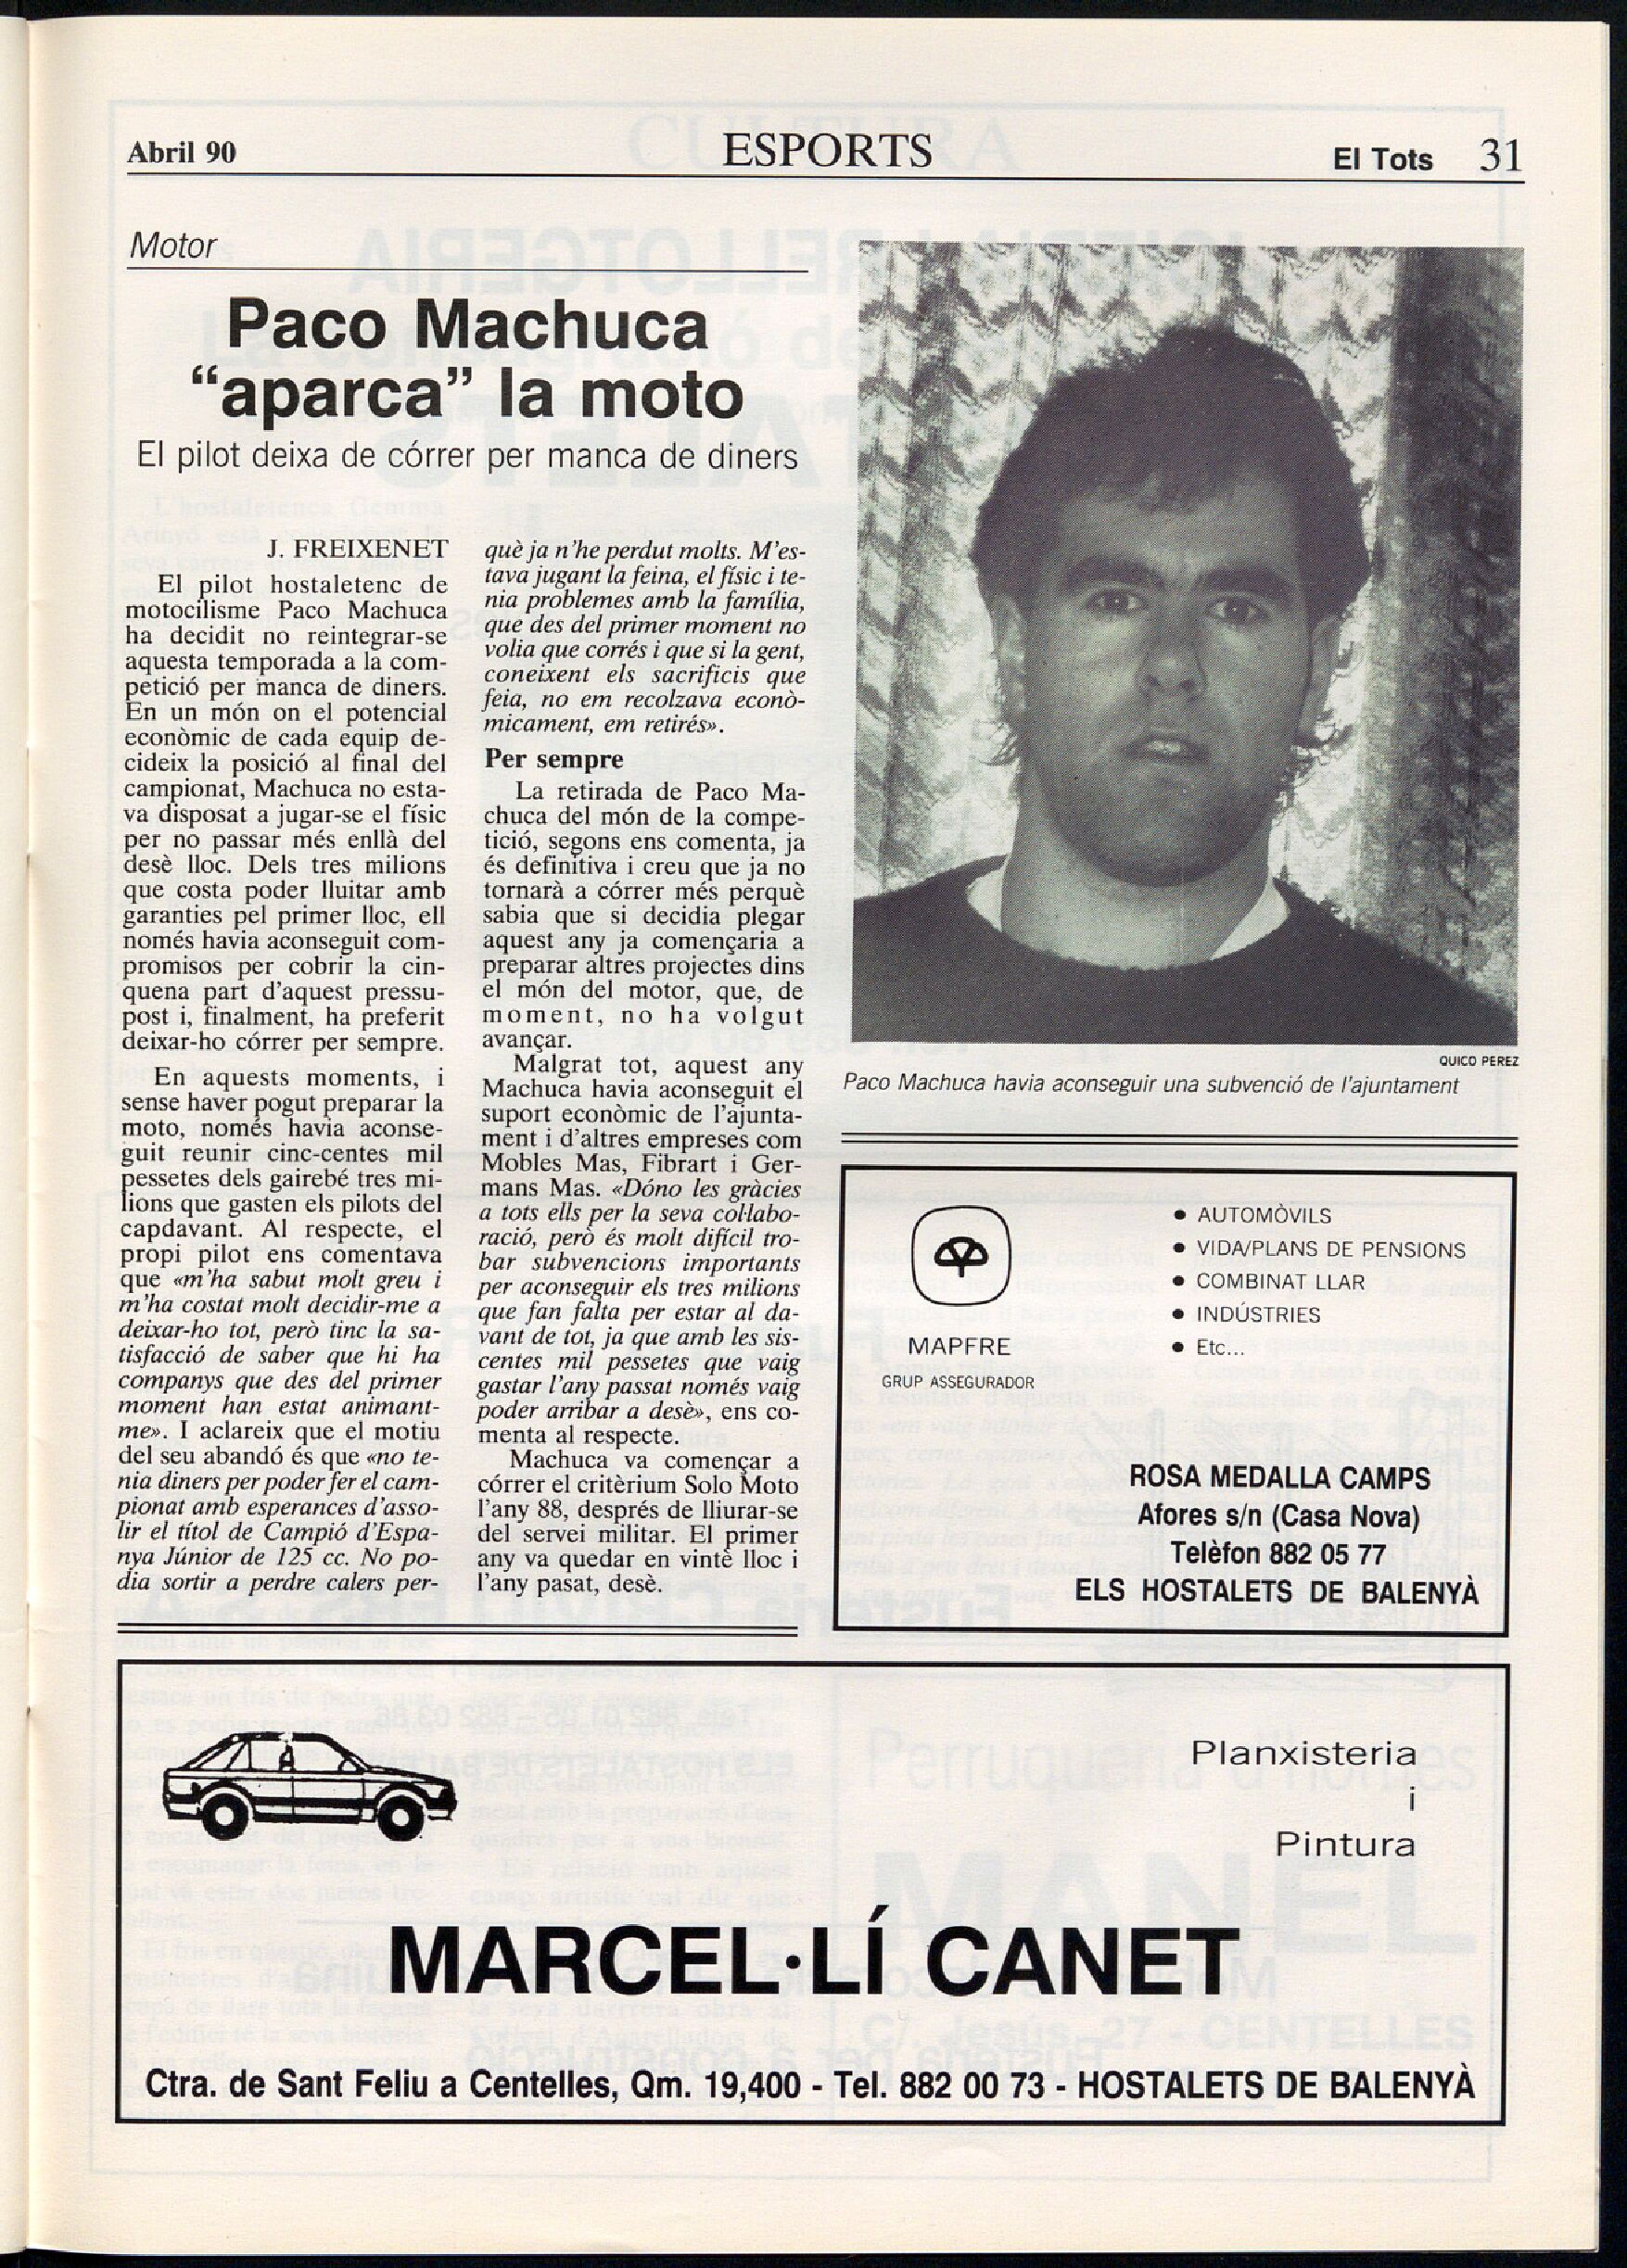 Abril 90
ESPORTS
El Tots 31
Motor
Paco Machuca
“aparca” la moto
El pilot deixa de córrer per manca de diners
J. FREIXENET
El pilot hostaletenc de
motocilisme Paco Machuca
ha decidit no reintegrar-se
aquesta temporada a la com-
petició per manca de diners.
En un món on el potencial
econòmic de cada equip de-
cideix la posició al final del
campionat, Machuca no esta-
va disposat a jugar-se el físic
per no passar més enllà del
desè lloc. Dels tres milions
que costa poder lluitar amb
garanties pel primer lloc, ell
només havia aconseguit com-
promisos per cobrir la cin-
quena part d'aquest pressu-
post i, finalment, ha preferit
deixar-ho córrer per sempre.
En aquests moments, i
sense haver pogut preparar la
moto, només havia aconse-
guit reunir cinc-centes mil
pessetes dels gairebé tres mi-
lions que gasten els pilots del
capdavant. Al respecte, el
propi pilot ens comentava
que «m'ha sabut molt greu i
m'ha costat molt decidir-me a
deixar-ho tot, però tinc la sa-
tisfacció de saber que hi ha
companys que des del primer
moment han estat animant-
me». I aclareix que el motiu
del seu abandó és que «no te-
nia diners per poder fer el cam-
pionat amb esperances d'asso-
lir el títol de Campió d'Espa-
nya Júnior de 125 cc. No po-
dia sortir a perdre calers per-
què ja n'he perdut molts. M'es-
tava jugant la feina, el físic i te-
nia problemes amb la família,
que des del primer moment no
volia que corrés i que si la gent,
coneixent els sacrificis que
feia, no em recolzava econò-
micament, em retirés».
Per sempre
La retirada de Paco Ma-
chuca del món de la compe-
tició, segons ens comenta, ja
és definitiva i creu que ja no
tornarà a córrer més perquè
sabia que si decidia plegar
aquest any ja començaria a
preparar altres projectes dins
el món del motor, que, de
moment, no ha volgut
avançar.
Malgrat tot, aquest any
Machuca havia aconseguit el
suport econòmic de l'ajunta-
ment i d'altres empreses com
Mobles Mas, Fibrart i Ger-
mans Mas. «Dóno les gràcies
a tots ells per la seva col·labo-
ració, però és molt difícil tro-
bar subvencions importants
per aconseguir els tres milions
que fan falta per estar al da-
vant de tot, ja que amb les sis-
centes mil pessetes que vaig
gastar l'any passat només vaig
poder arribar a desè», ens co-
menta al respecte.
Machuca va començar a
córrer el critèrium Solo Moto
l'any 88, després de lliurar-se
del servei militar. El primer
any va quedar en vintè lloc i
l'any pasat, desè.
QUICO PEREZ
Paco Machuca havia aconseguir una subvenció de l'ajuntament
MAPFRE
GRUP ASSEGURADOR
• AUTOMÒVILS
• VIDA/PLANS DE PENSIONS
• COMBINAT LLAR
• INDÚSTRIES
• Etc...
ROSA MEDALLA CAMPS
Afores s/n (Casa Nova)
Telèfon 882 05 77
ELS HOSTALETS DE BALENYÀ
Planxisteria
i
Pintura
MARCEL·LÍ CANET
Ctra. de Sant Feliu a Centelles, Qm. 19,400 - Tel. 882 00 73 - HOSTALETS DE BALENYÀ